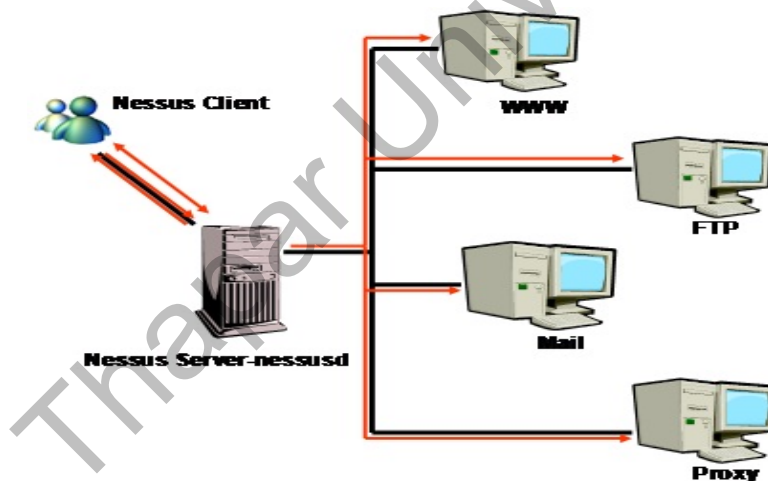 WWW
Nessus Client
FTP
Nessus Server-nessusd
Mail
Proxy
Thapar Univ